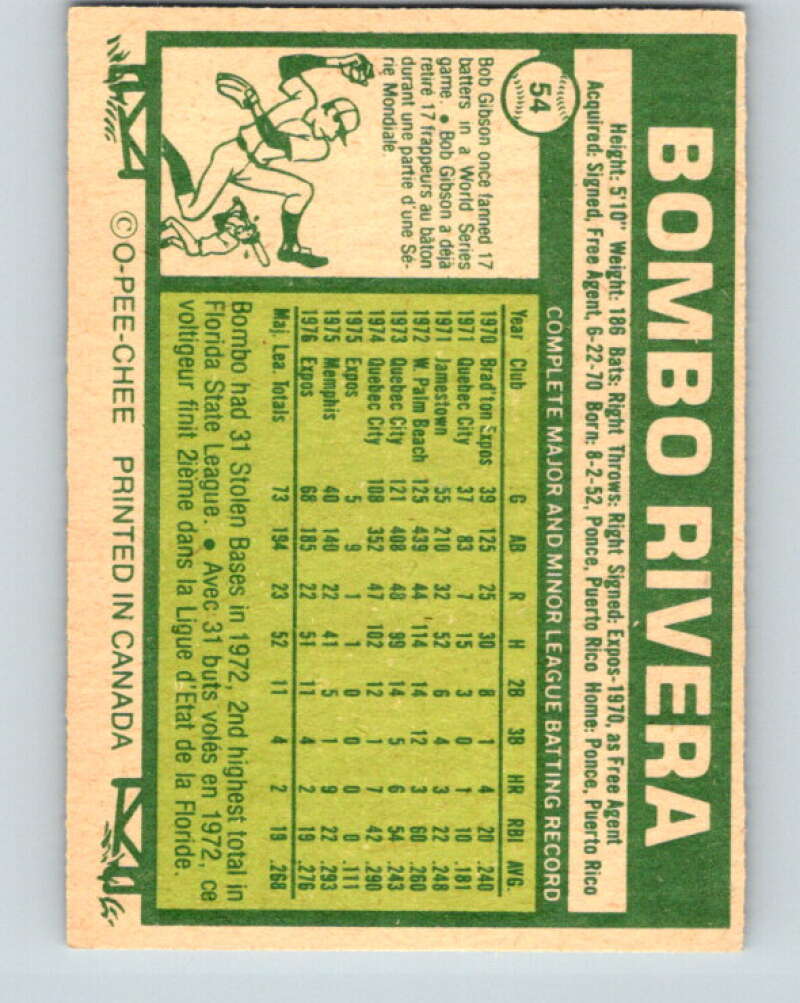 BOMBO RIVERA
54
Height: 5'10" Weight: 186 Bats: Right Throws: Right Signed: Expos-1970, as Free Agent
Acquired: Signed, Free Agent, 6-22-70 Born: 8-2-52, Ponce, Puerto Rico Home: Ponce, Puerto Rico
Bob Gibson once fanned 17
batters in a World Series
game. • Bob Gibson a déjà
retiré 17 frappeurs au bâton
durant une partie d'une Sé-
rie Mondiale.
COMPLETE MAJOR AND MINOR LEAGUE BATTING RECORD
Year Club G AB R H 2B 3B HR RBI AVG.
1970 Brad'ton Expos 39 125 25 30 8 1 4 20 .240
1971 Quebec City 37 83 7 15 3 0 1 10 .181
1971 Jamestown 55 210 32 52 6 4 3 22 .248
1972 W. Palm Beach 125 439 44 114 14 12 3 60 .260
1973 Quebec City 121 408 48 99 14 5 6 54 .243
1974 Quebec City 108 352 47 102 12 1 7 42 .290
1975 Expos 5 9 1 1 0 0 0 0 .111
1975 Memphis 40 140 22 41 5 1 9 22 .293
1976 Expos 68 185 22 51 11 4 2 19 .276
Maj. Lea. Totals 73 194 23 52 11 4 2 19 .268
Bombo had 31 Stolen Bases in 1972, 2nd highest total in
Florida State League. • Avec 31 buts volés en 1972, ce
voltigeur finit 2ième dans la Ligue d'Etat de la Floride.
©O-PEE-CHEE PRINTED IN CANADA